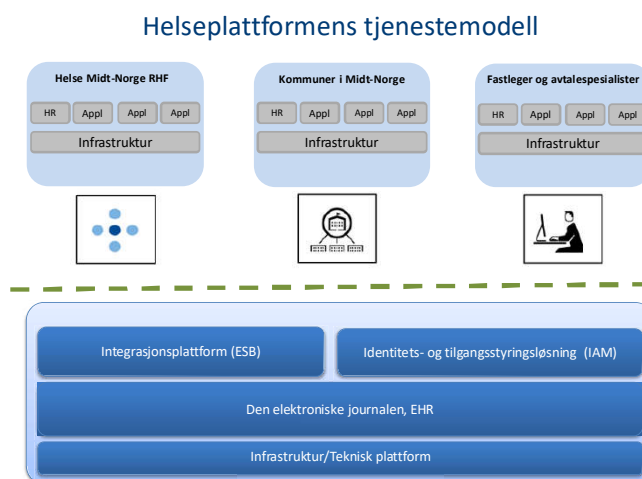 Helseplattformens tjenestemodell
Helse Midt-Norge RHF
HR Appl Appl Appl
Infrastruktur
Kommuner i Midt-Norge
HR Appl Appl Appl
Infrastruktur
Fastleger og avtalespesialister
HR Appl Appl Appl
Infrastruktur
Integrasjonsplattform (ESB)
Identitets- og tilgangsstyringsløsning (IAM)
Den elektroniske journalen, EHR
Infrastruktur/Teknisk plattform